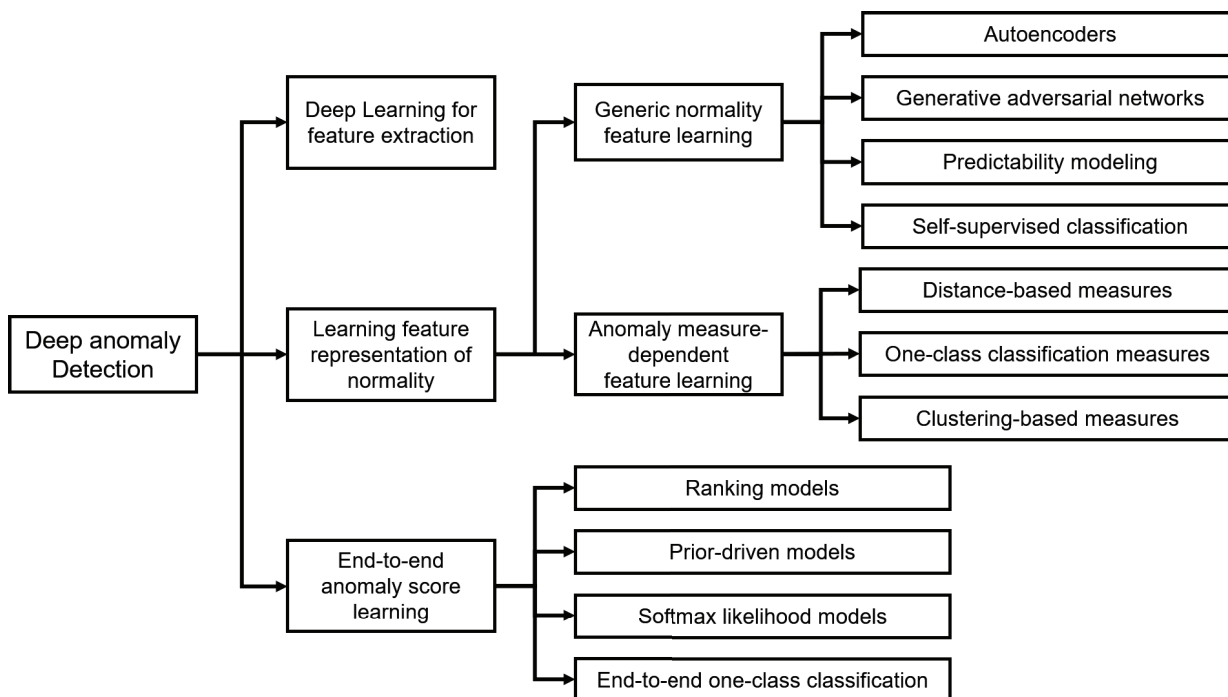 Deep anomaly
Detection
Deep Learning for
feature extraction
Learning feature
representation of
normality
End-to-end
anomaly score
learning
Generic normality
feature learning
Anomaly measure-
dependent
feature learning
Autoencoders
Generative adversarial networks
Predictability modeling
Self-supervised classification
Distance-based measures
One-class classification measures
Clustering-based measures
Ranking models
Prior-driven models
Softmax likelihood models
End-to-end one-class classification